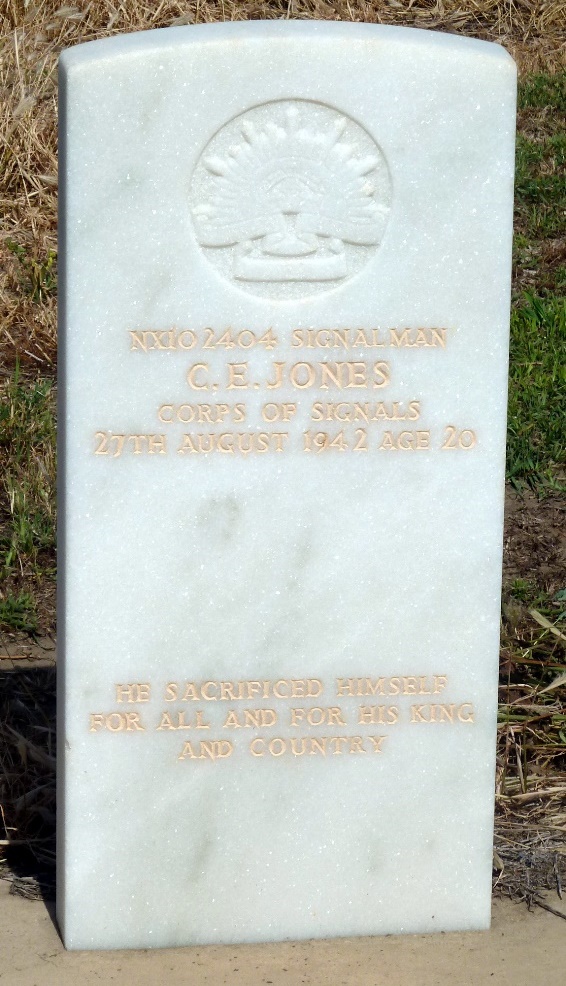 NX102404 SIGNALMAN
C.E. JONES
CORPS OF SIGNALS
27TH AUGUST 1942 AGE 20
HE SACRIFICED HIMSELF
FOR ALL AND FOR HIS KING
AND COUNTRY